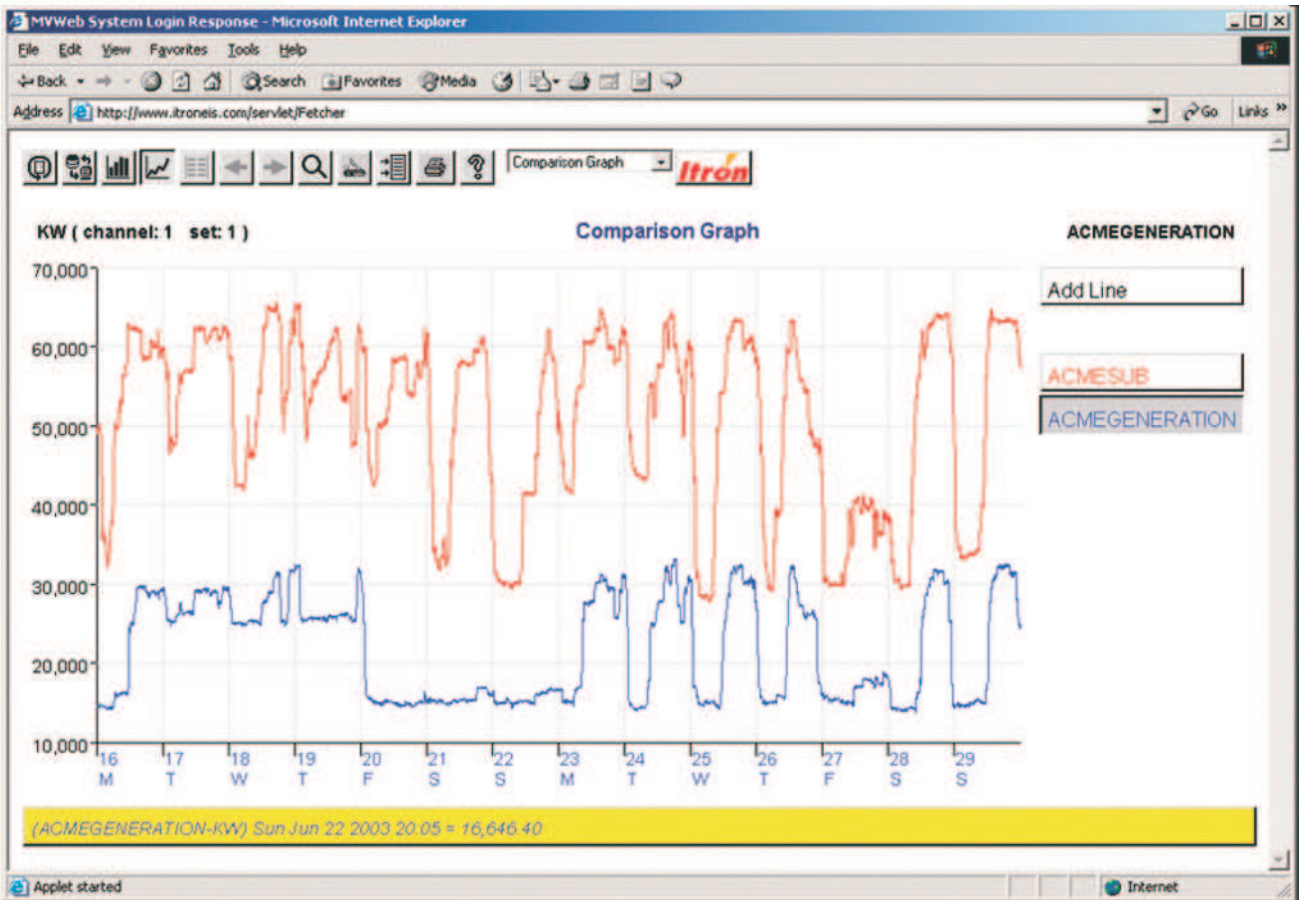 MVWeb System Login Response - Microsoft Internet Explorer
File Edit View Favorites Tools Help
Back Search Favorites Media
Address http://www.itroneis.com/servlet/Fetcher Go Links »
Comparison Graph Itron
KW ( channel: 1 set: 1 ) Comparison Graph ACMEGENERATION
70,000
60,000
50,000
40,000
30,000
20,000
10,000
Add Line
ACMESUB
ACMEGENERATION
16 17 18 19 20 21 22 23 24 25 26 27 28 29
M T W T F S S M T W T F S S
(ACMEGENERATION-KW) Sun Jun 22 2003 20:05 = 16,646.40
Applet started Internet